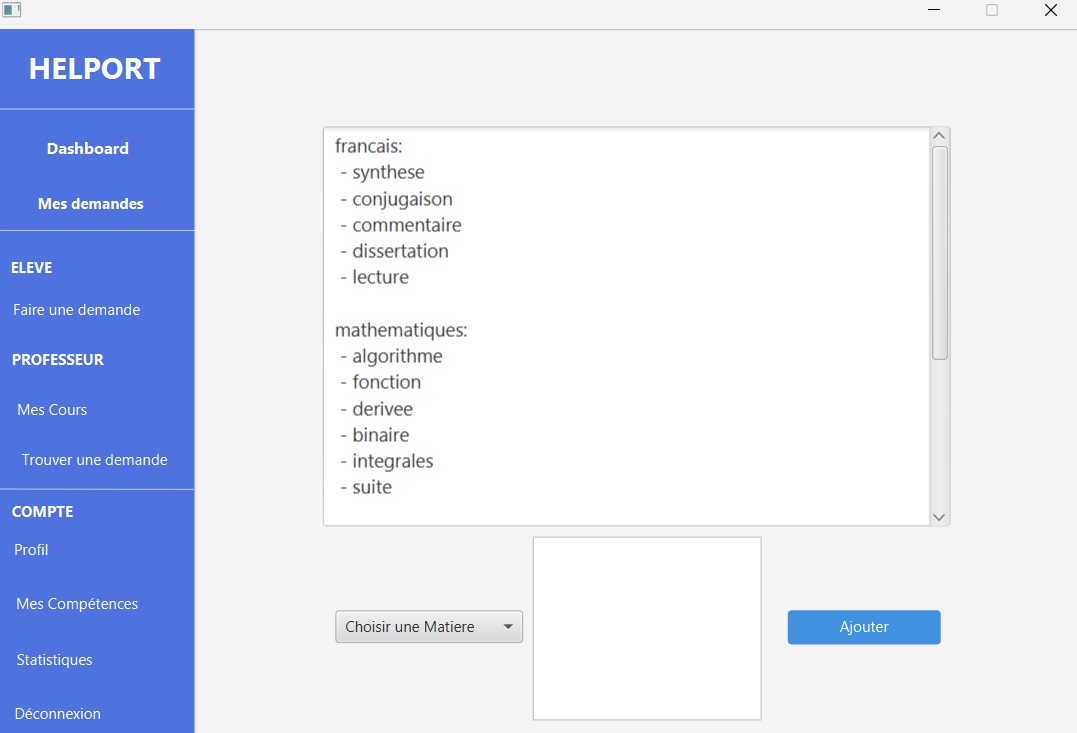 HELPORT
Dashboard
Mes demandes
ELEVE
Faire une demande
PROFESSEUR
Mes Cours
Trouver une demande
COMPTE
Profil
Mes Compétences
Statistiques
Déconnexion
francais:
- synthese
- conjugaison
- commentaire
- dissertation
- lecture
mathematiques:
- algorithme
- fonction
- derivee
- binaire
- integrales
- suite
Choisir une Matiere
Ajouter